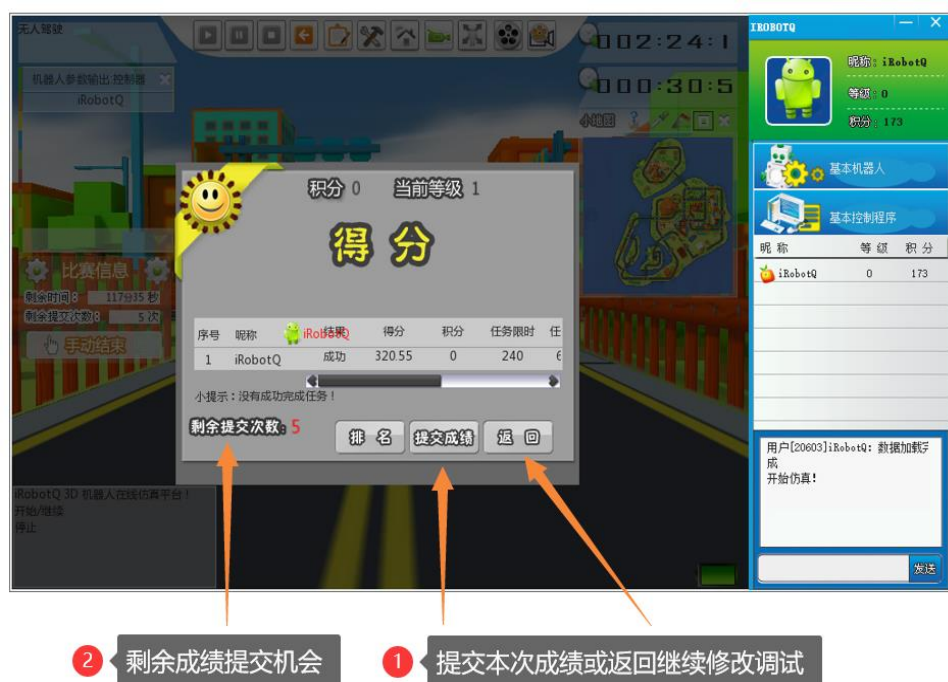 无人驾驶
机器人参数输出:控制器
iRobotQ
002:24:1
000:30:5
小地图
比赛信息
剩余时间: 117分35秒
剩余提交次数: 5次
手动结束
积分 0 当前等级 1
得分
序号 昵称 iRobotQ 结果 得分 积分 任务限时 任
1 iRobotQ 成功 320.55 0 240 6
小提示:没有成功完成任务!
剩余提交次数: 5
排 名
提交成绩
返 回
iRobotQ 3D 机器人在线仿真平台!
开始/继续
停止
IROBOTQ
昵称: iRobotQ
等级: 0
积分: 173
基本机器人
基本控制程序
昵 称 等 级 积 分
iRobotQ 0 173
用户[20603]iRobotQ: 数据加载完
成
开始仿真!
发送
2 剩余成绩提交机会
1 提交本次成绩或返回继续修改调试